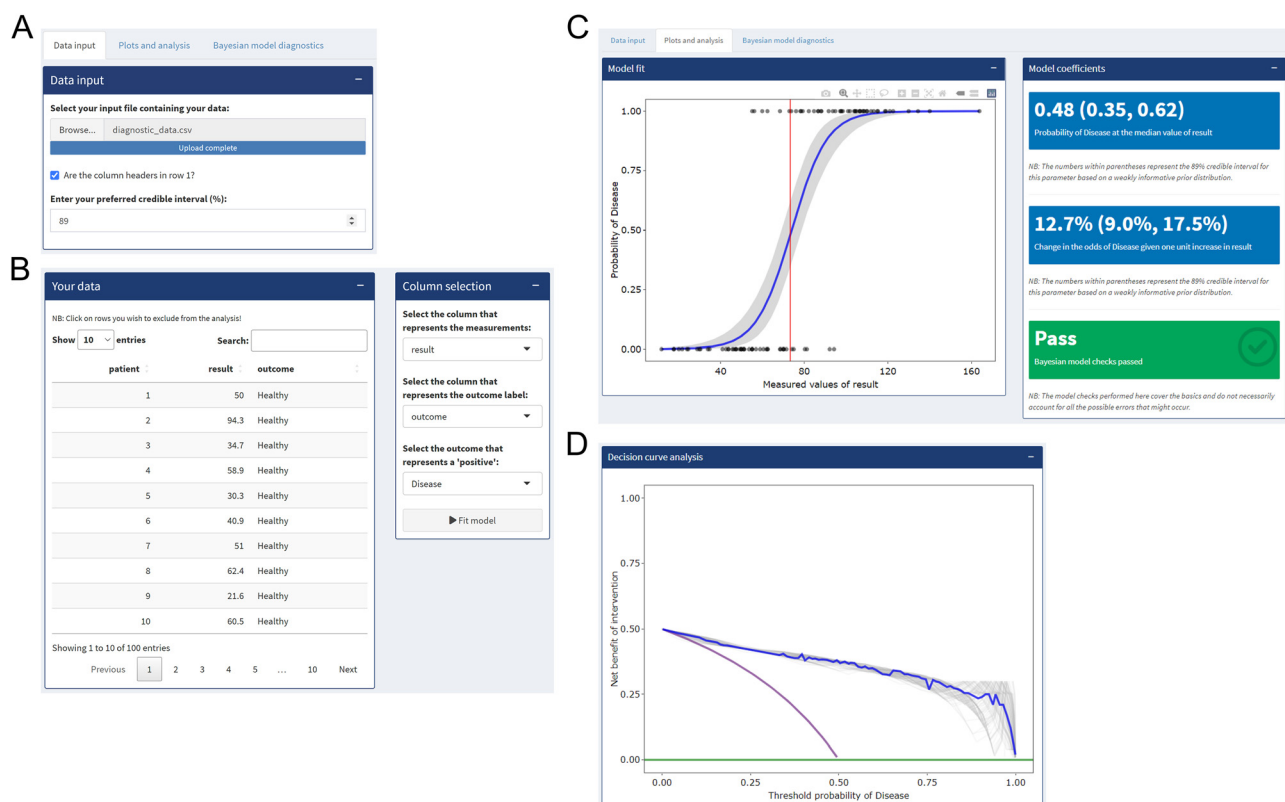 A
Data input Plots and analysis Bayesian model diagnostics
Data input
Select your input file containing your data:
Browse... diagnostic_data.csv
Upload complete
Are the column headers in row 1?
Enter your preferred credible interval (%):
89
B
Your data
NB: Click on rows you wish to exclude from the analysis!
Show 10 entries Search:
patient result outcome
1 50 Healthy
2 94.3 Healthy
3 34.7 Healthy
4 58.9 Healthy
5 30.3 Healthy
6 40.9 Healthy
7 51 Healthy
8 62.4 Healthy
9 21.6 Healthy
10 60.5 Healthy
Showing 1 to 10 of 100 entries
Previous 1 2 3 4 5 ... 10 Next
Column selection
Select the column that
represents the measurements:
result
Select the column that
represents the outcome label:
outcome
Select the outcome that
represents a 'positive':
Disease
Fit model
C
Data input Plots and analysis Bayesian model diagnostics
Model fit
Probability of Disease
1.00
0.75
0.50
0.25
0.00
40 80 120 160
Measured values of result
Model coefficients
0.48 (0.35, 0.62)
Probability of Disease at the median value of result
NB: The numbers within parentheses represent the 89% credible interval for
this parameter based on a weakly informative prior distribution.
12.7% (9.0%, 17.5%)
Change in the odds of Disease given one unit increase in result
NB: The numbers within parentheses represent the 89% credible interval for
this parameter based on a weakly informative prior distribution.
Pass
Bayesian model checks passed
NB: The model checks performed here cover the basics and do not necessarily
account for all the possible errors that might occur.
D
Decision curve analysis
Net benefit of intervention
1.00
0.75
0.50
0.25
0.00
0.00 0.25 0.50 0.75 1.00
Threshold probability of Disease